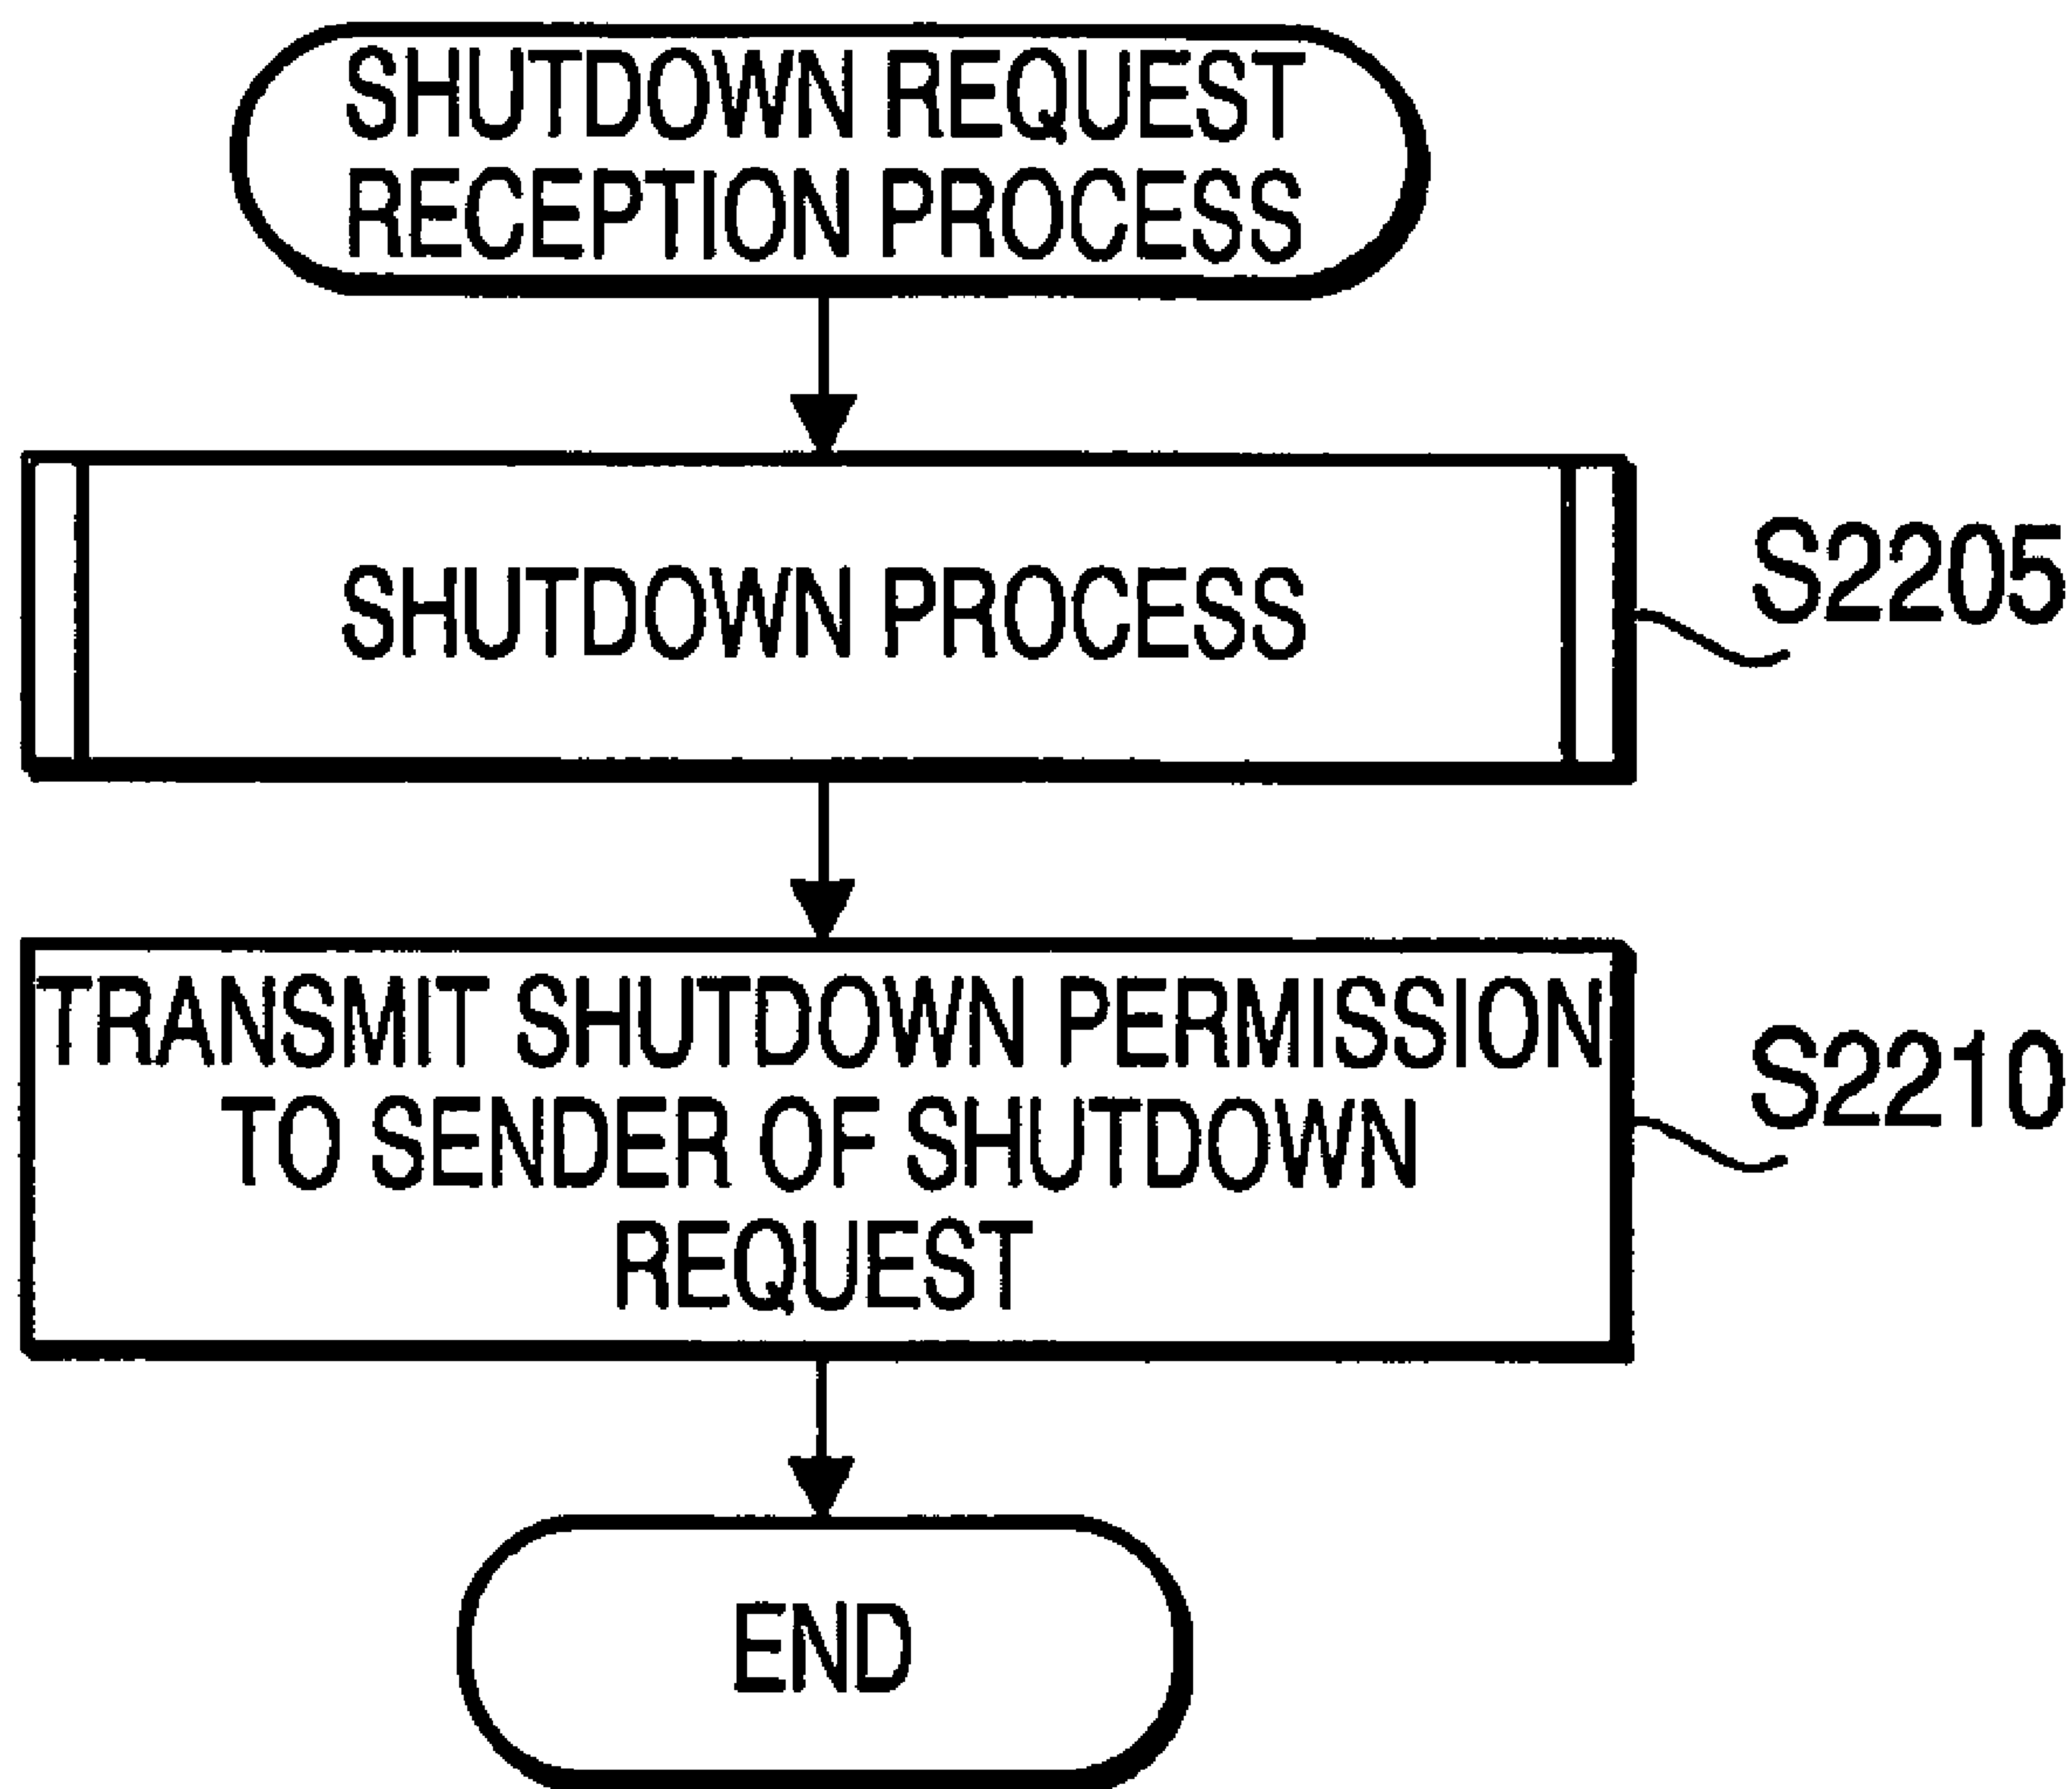 SHUTDOWN REQUEST
RECEPTION PROCESS
SHUTDOWN PROCESS
S2205
TRANSMIT SHUTDOWN PERMISSION
TO SENDER OF SHUTDOWN
REQUEST
S2210
END